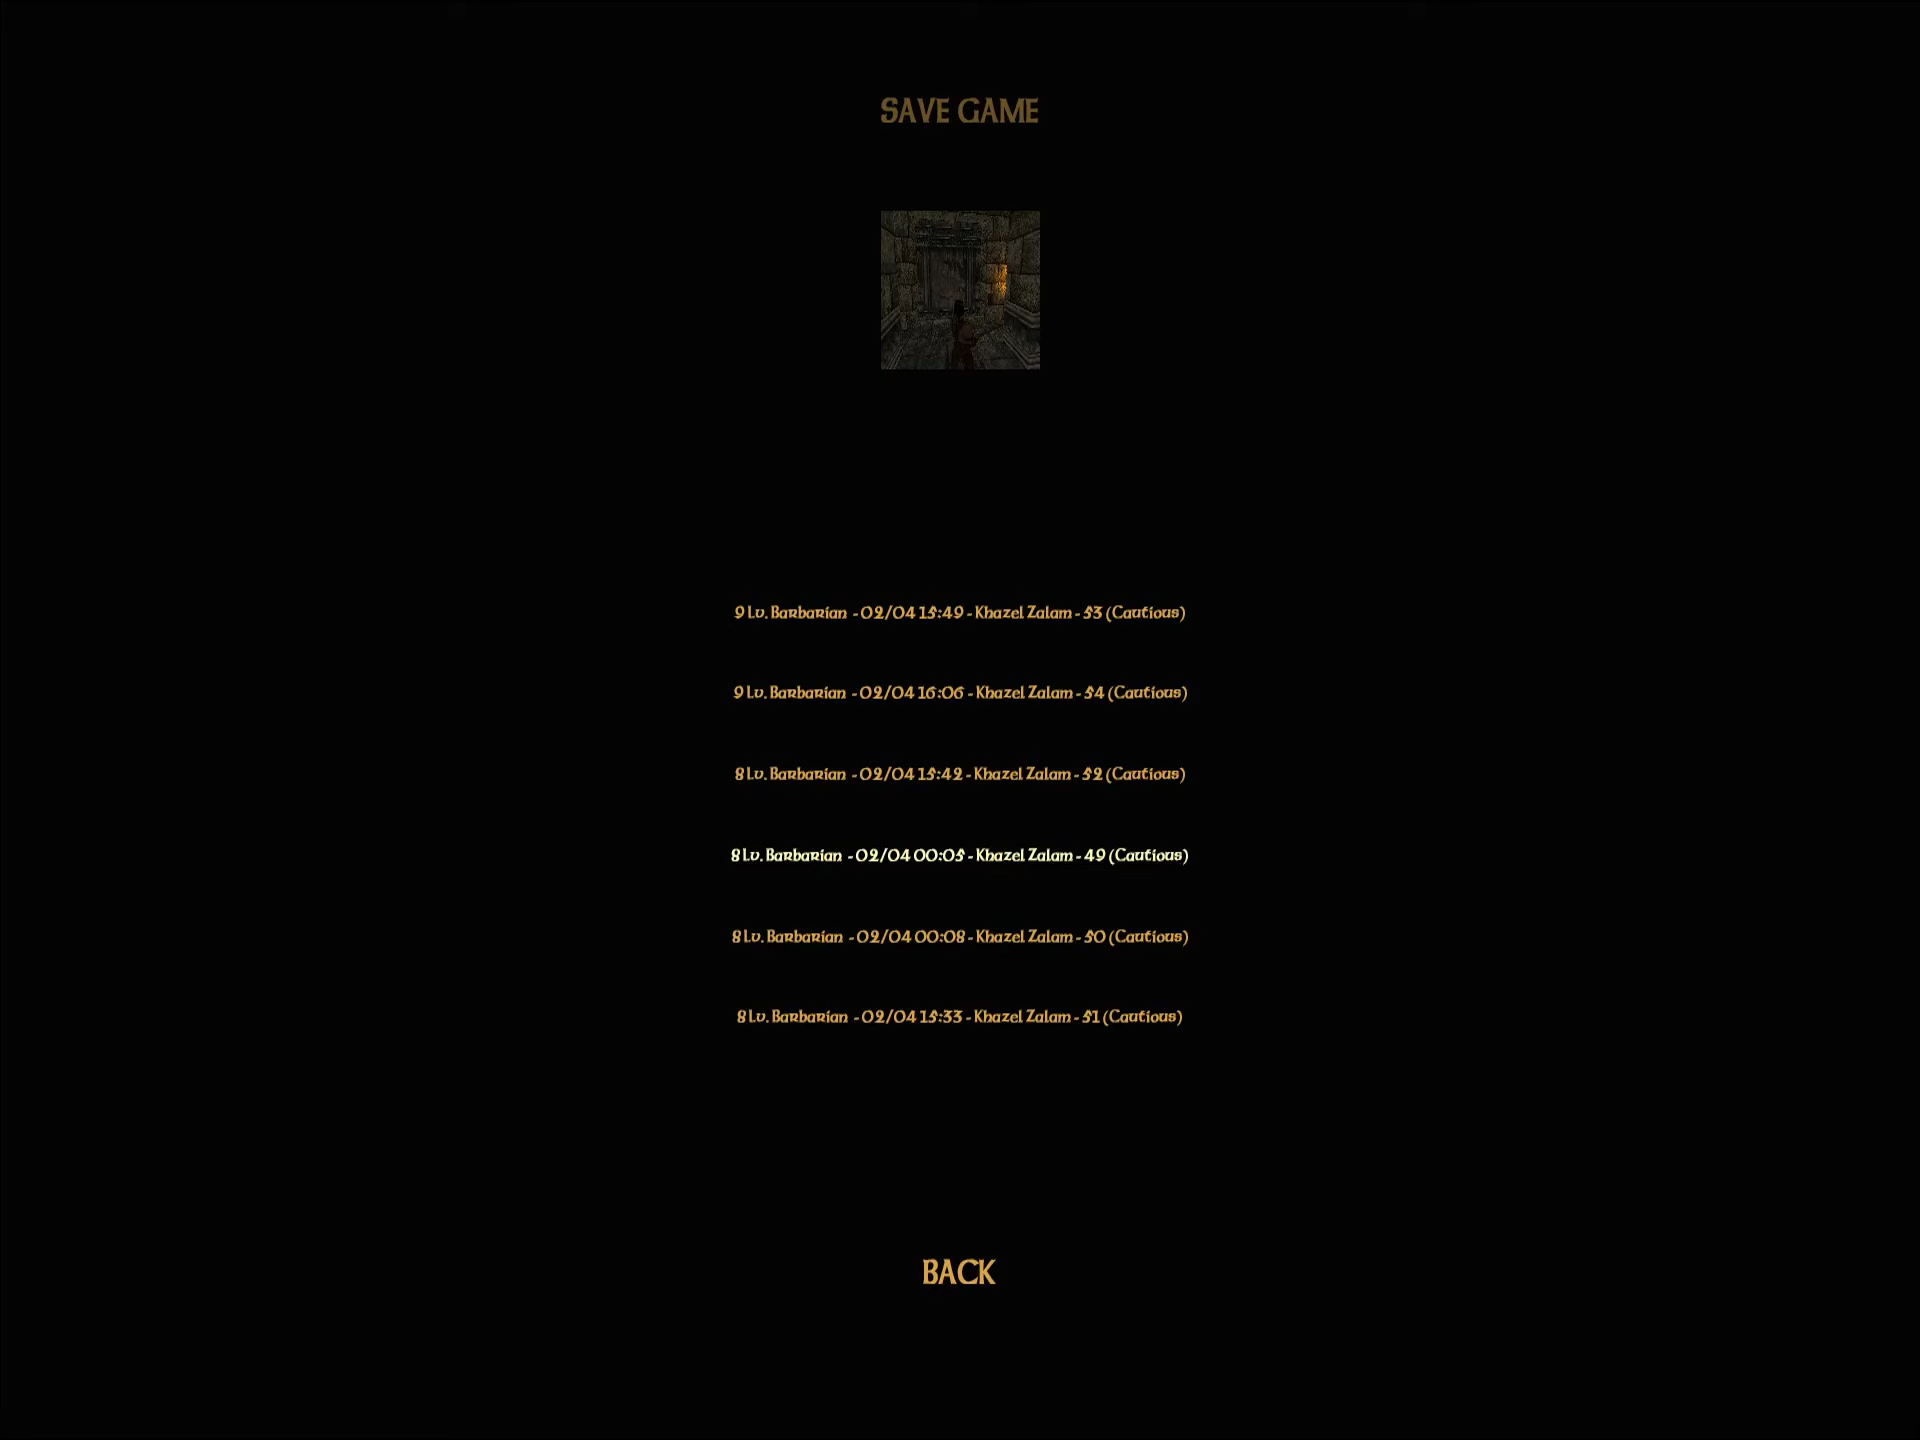 SAVE GAME
9 Lv. Barbarian - 02/04 15:49 - Khazel Zalam - 53 (Cautious)
9 Lv. Barbarian - 02/04 16:06 - Khazel Zalam - 54 (Cautious)
8 Lv. Barbarian - 02/04 15:42 - Khazel Zalam - 52 (Cautious)
8 Lv. Barbarian - 02/04 00:05 - Khazel Zalam - 49 (Cautious)
8 Lv. Barbarian - 02/04 00:08 - Khazel Zalam - 50 (Cautious)
8 Lv. Barbarian - 02/04 15:33 - Khazel Zalam - 51 (Cautious)
BACK